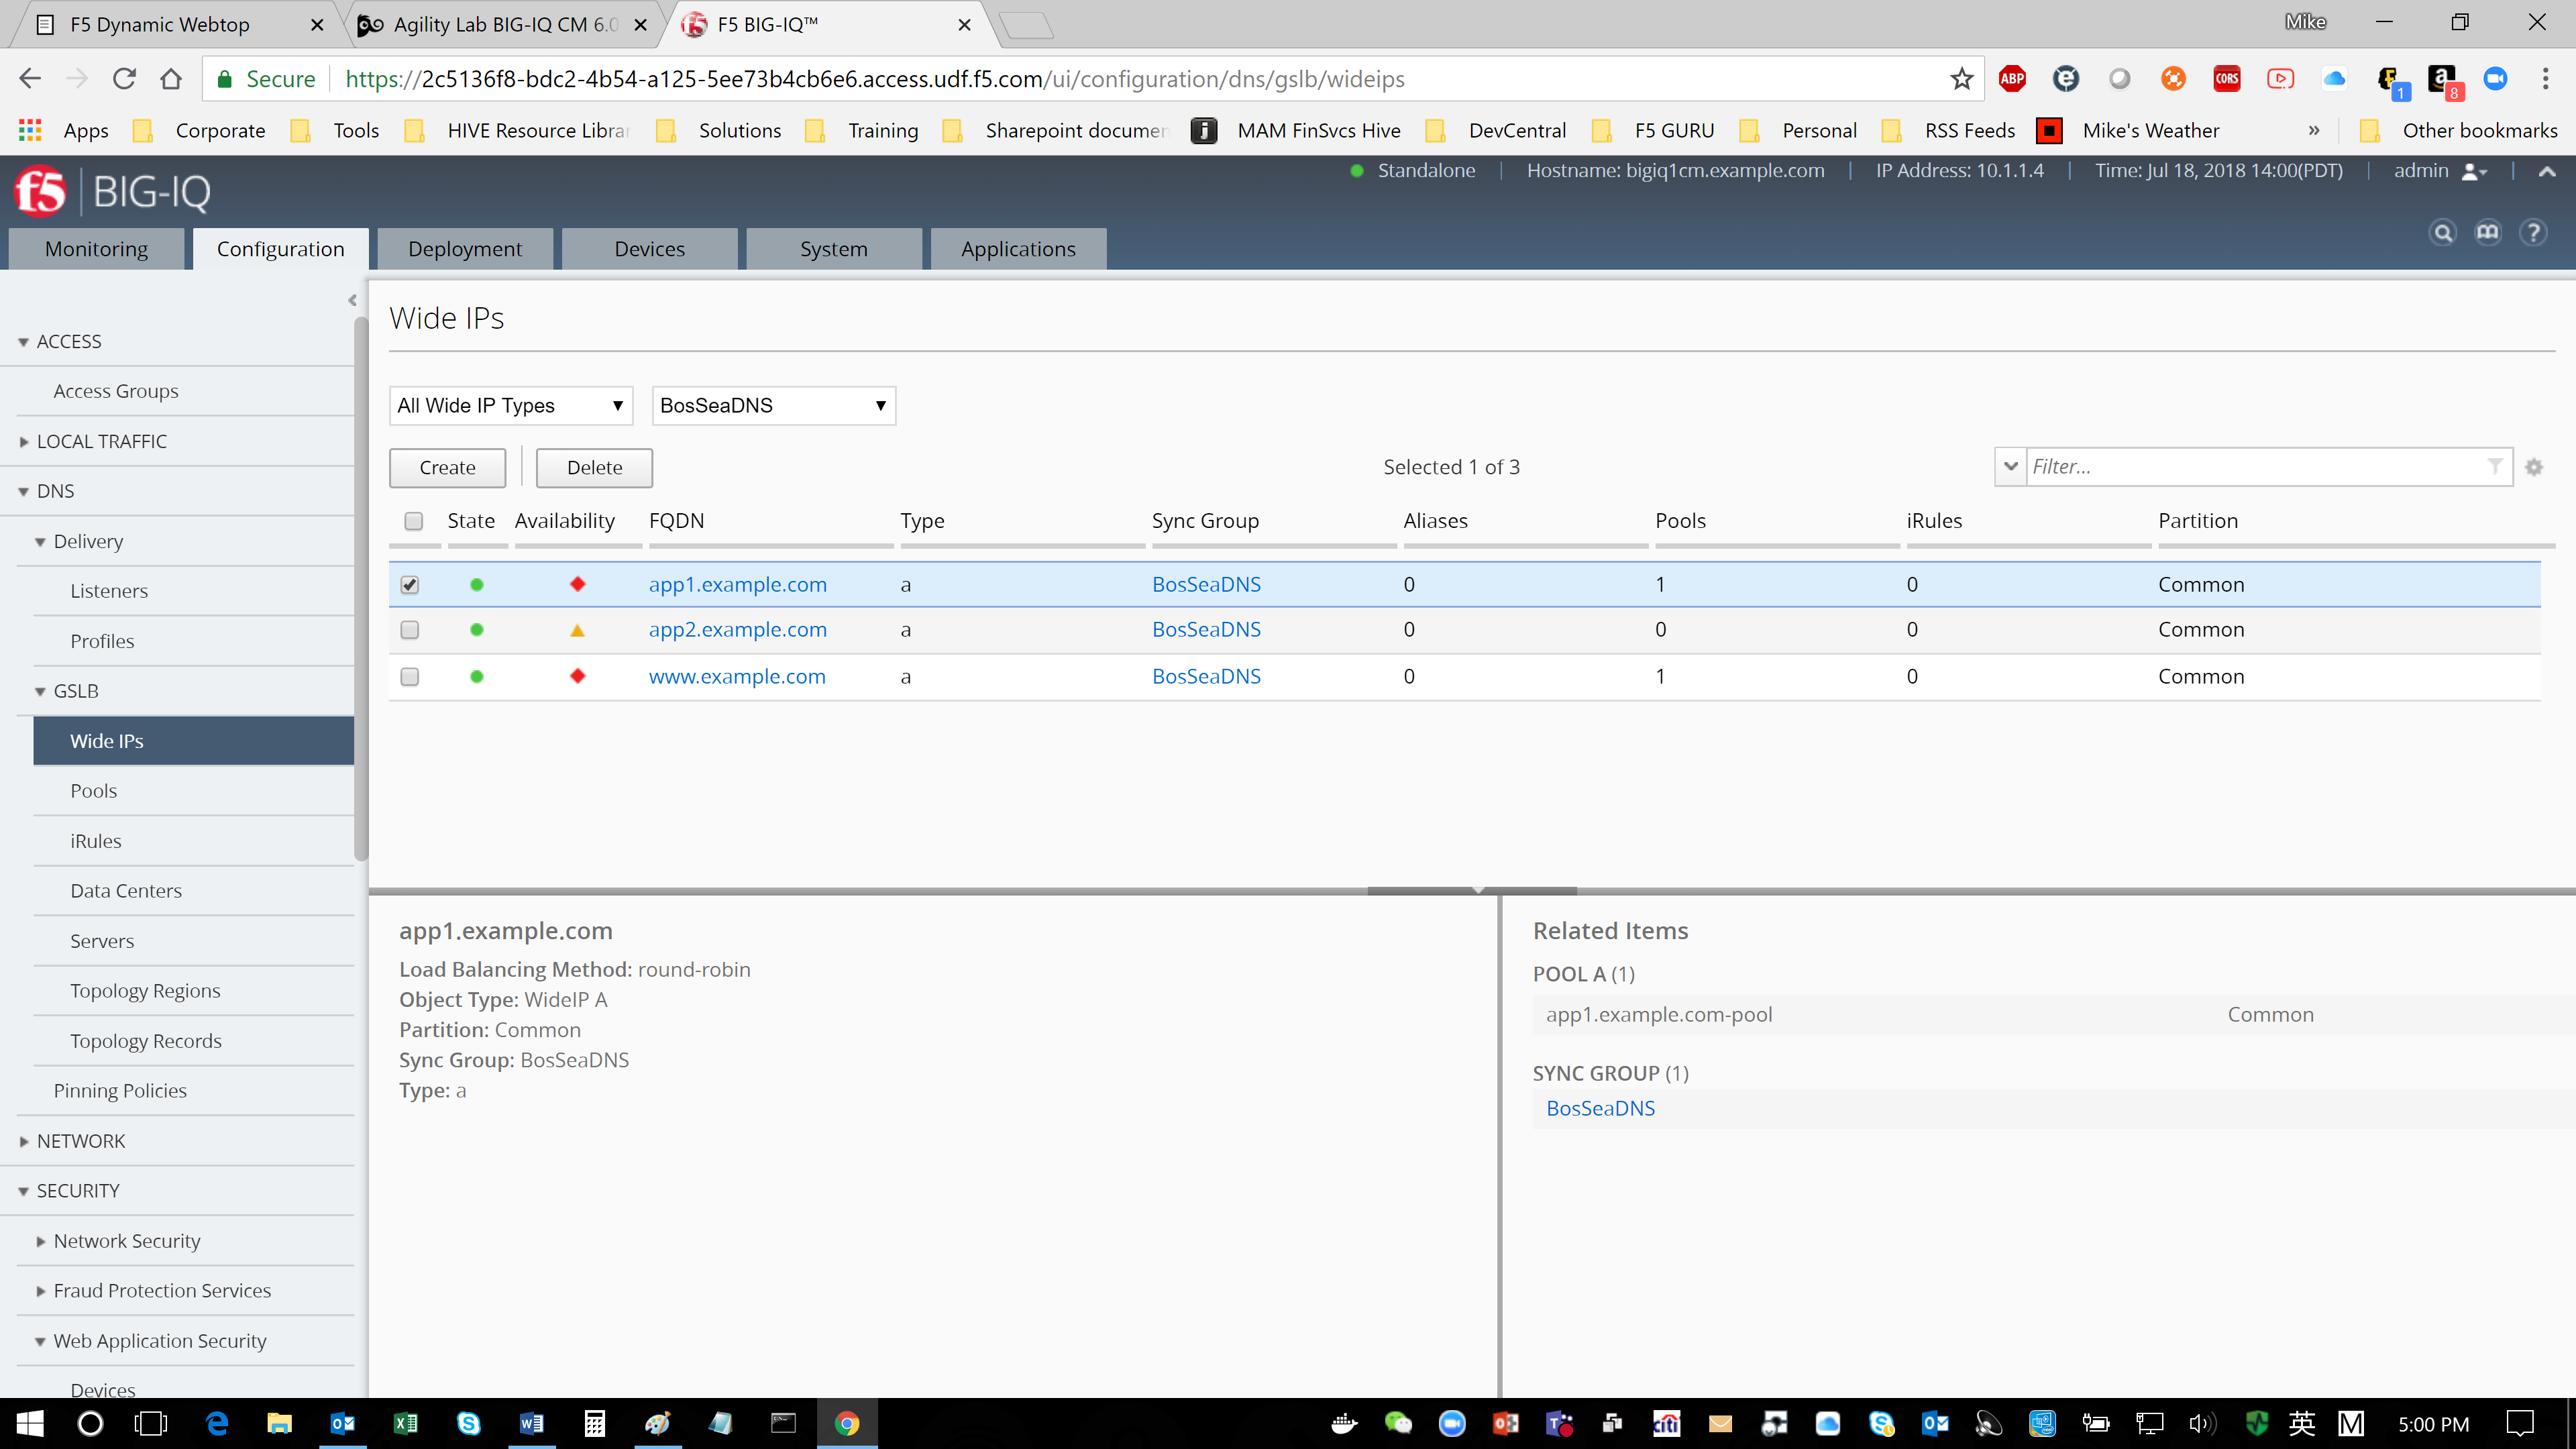 F5 Dynamic Webtop
Agility Lab BIG-IQ CM 6.0
F5 BIG-IQ™
Mike
Secure https://2c5136f8-bdc2-4b54-a125-5ee73b4cb6e6.access.udf.f5.com/ui/configuration/dns/gslb/wideips
ABP
CORS
1
a
8
Apps Corporate Tools HIVE Resource Librar Solutions Training Sharepoint documen MAM FinSvcs Hive DevCentral F5 GURU Personal RSS Feeds Mike's Weather » Other bookmarks
f5 BIG-IQ
Standalone Hostname: bigiq1cm.example.com IP Address: 10.1.1.4 Time: Jul 18, 2018 14:00(PDT) admin
Monitoring Configuration Deployment Devices System Applications
ACCESS
Access Groups
LOCAL TRAFFIC
DNS
Delivery
Listeners
Profiles
GSLB
Wide IPs
Pools
iRules
Data Centers
Servers
Topology Regions
Topology Records
Pinning Policies
NETWORK
SECURITY
Network Security
Fraud Protection Services
Web Application Security
Devices
Wide IPs
All Wide IP Types BosSeaDNS
Create Delete Selected 1 of 3 Filter...
State Availability FQDN Type Sync Group Aliases Pools iRules Partition
app1.example.com a BosSeaDNS 0 1 0 Common
app2.example.com a BosSeaDNS 0 0 0 Common
www.example.com a BosSeaDNS 0 1 0 Common
app1.example.com
Load Balancing Method: round-robin
Object Type: WideIP A
Partition: Common
Sync Group: BosSeaDNS
Type: a
Related Items
POOL A (1)
app1.example.com-pool Common
SYNC GROUP (1)
BosSeaDNS
citi
英
M
5:00 PM